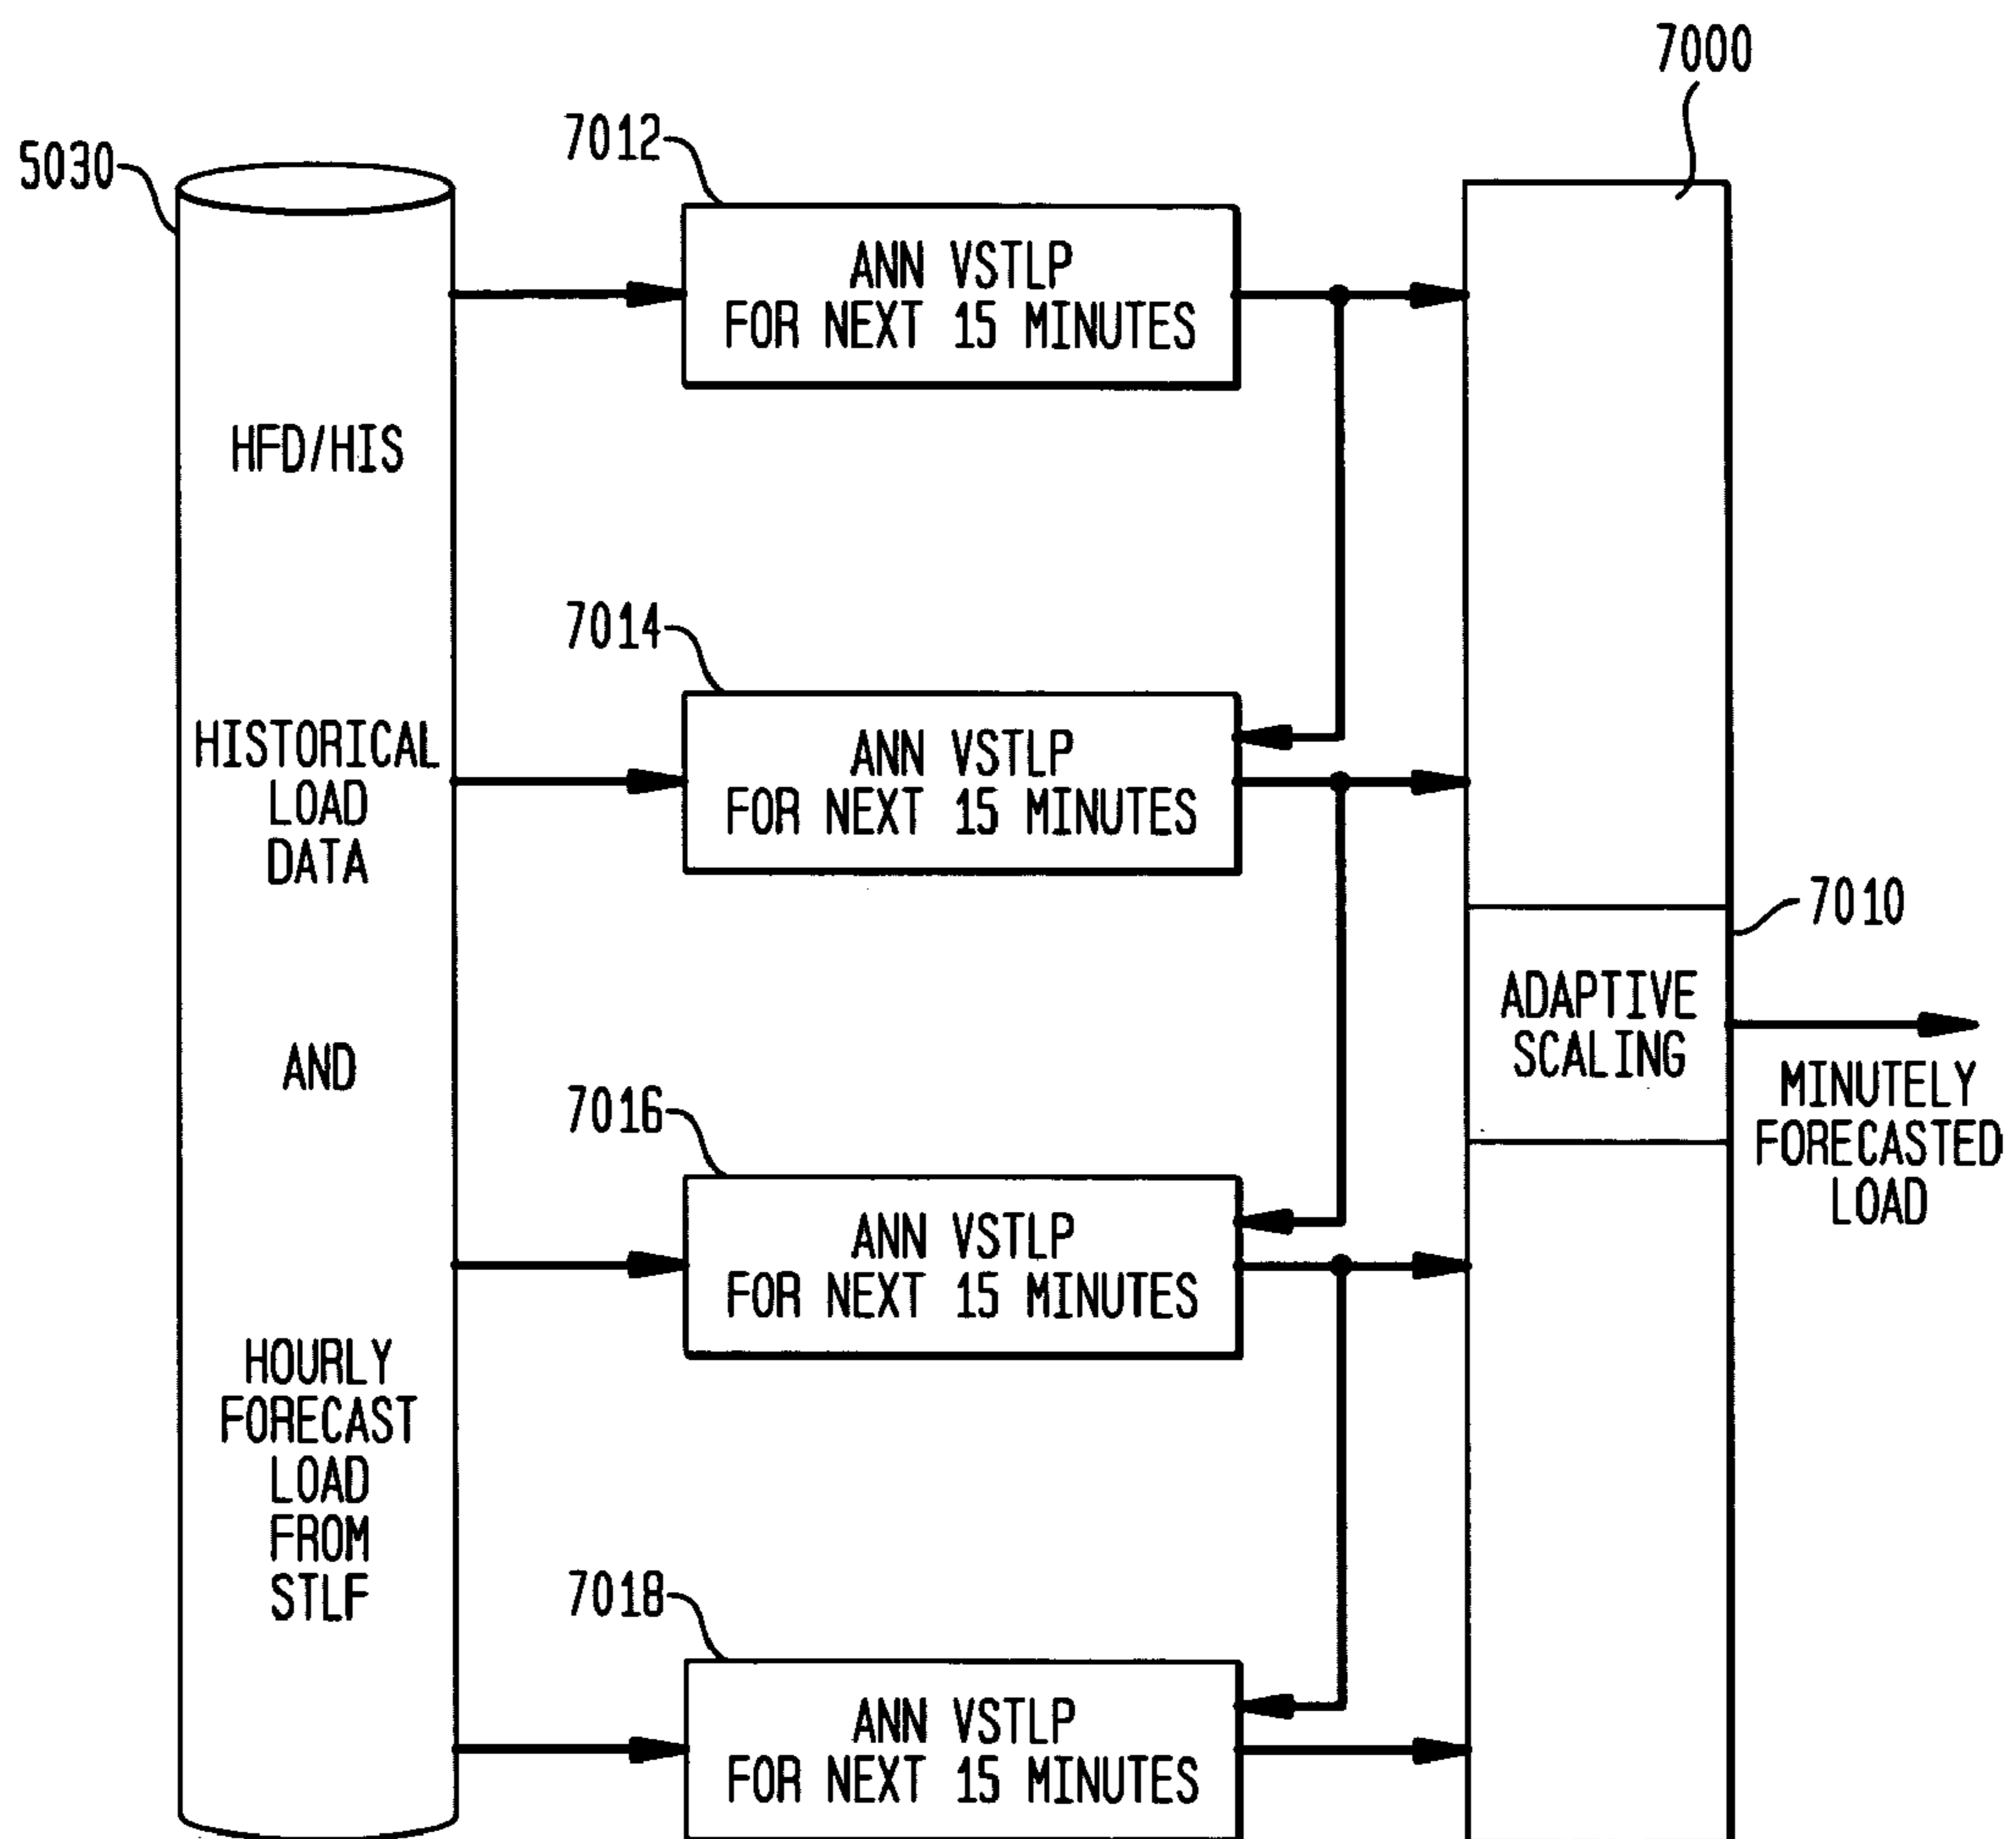 7000
7012
5030
ANN VSTLP
FOR NEXT 15 MINUTES
HFD/HIS
7014
HISTORICAL
LOAD
DATA
ANN VSTLP
FOR NEXT 15 MINUTES
7010
ADAPTIVE
SCALING
AND
MINUTELY
FORECASTED
LOAD
7016
ANN VSTLP
FOR NEXT 15 MINUTES
HOURLY
FORECAST
LOAD
FROM
STLF
7018
ANN VSTLP
FOR NEXT 15 MINUTES